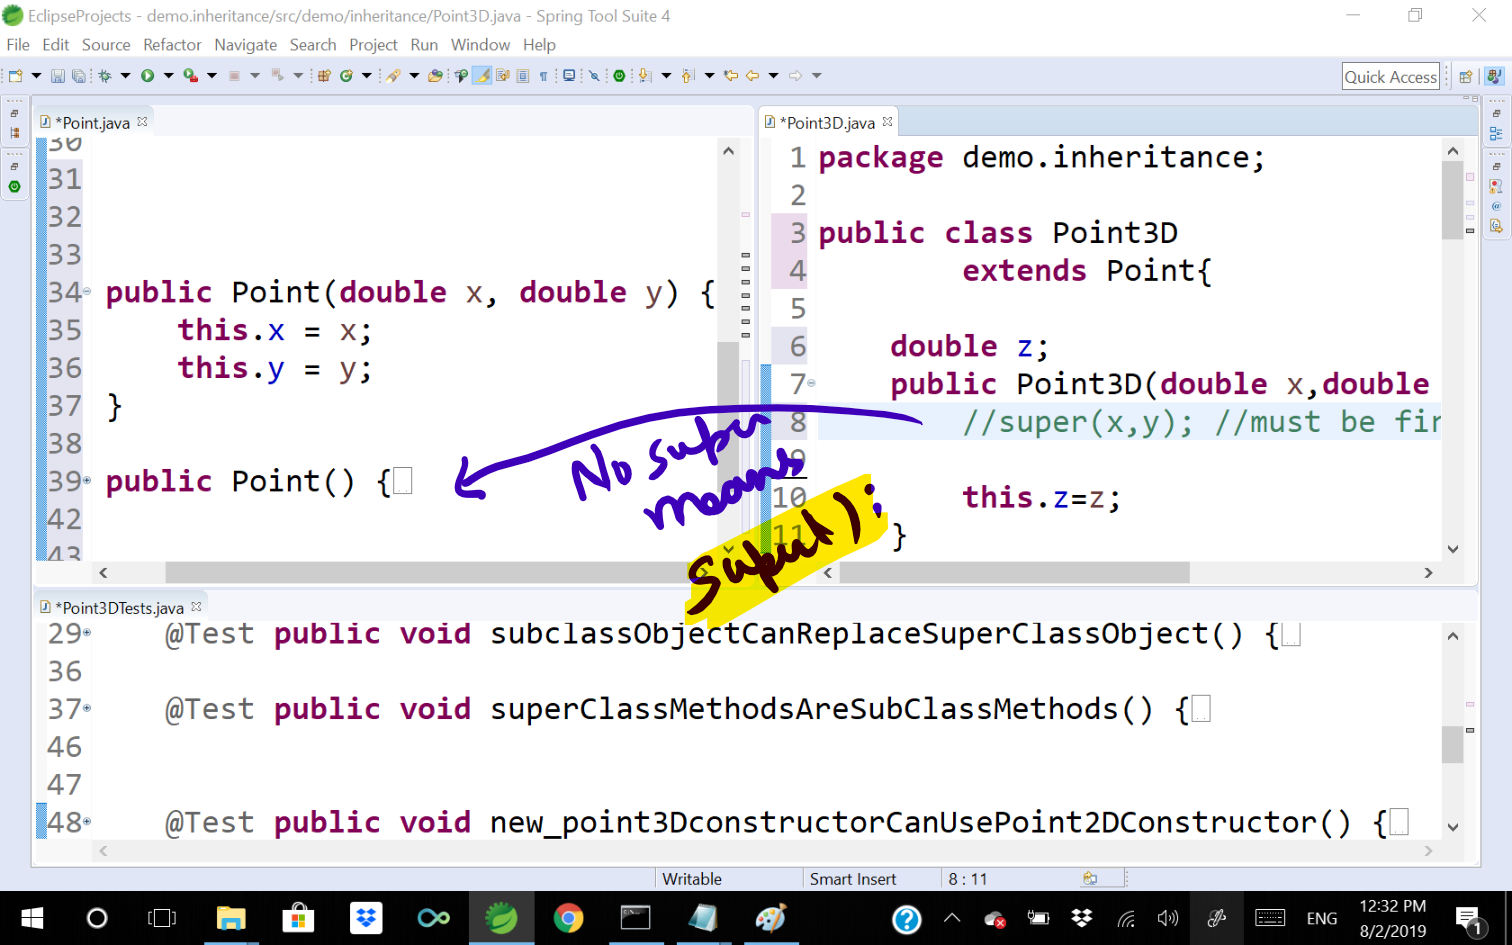 EclipseProjects - demo.inheritance/src/demo/inheritance/Point3D.java - Spring Tool Suite 4
File Edit Source Refactor Navigate Search Project Run Window Help
Quick Access
*Point.java
30
31
32
33
34 public Point(double x, double y) {
35 this.x = x;
36 this.y = y;
37 }
38
39 public Point() {
42
43
*Point3D.java
1 package demo.inheritance;
2
3 public class Point3D
4 extends Point{
5
6 double z;
7 public Point3D(double x,double
8 //super(x,y); //must be fir
9
10 this.z=z;
11 }
No super
means
super();
*Point3DTests.java
29 @Test public void subclassObjectCanReplaceSuperClassObject() {
36
37 @Test public void superClassMethodsAreSubClassMethods() {
46
47
48 @Test public void new_point3DconstructorCanUsePoint2DConstructor() {
Writable Smart Insert 8 : 11
ENG 12:32 PM
8/2/2019
1